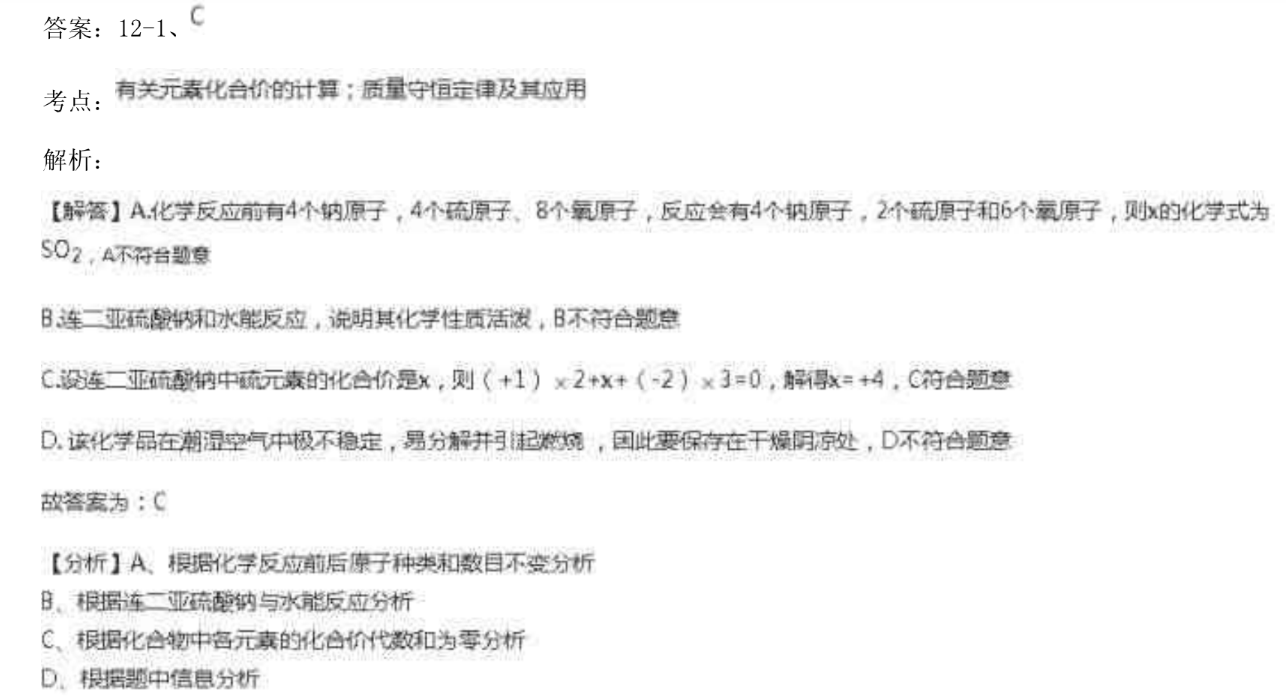 答案：12-1、C
考点：有关元素化合价的计算；质量守恒定律及其应用
解析：
【解答】A.化学反应前有4个钠原子，4个硫原子、8个氧原子，反应会有4个钠原子，2个硫原子和6个氧原子，则x的化学式为
SO2，A不符合题意
B.连二亚硫酸钠和水能反应，说明其化学性质活泼，B不符合题意
C.设连二亚硫酸钠中硫元素的化合价是x，则（+1）×2+x+（-2）×3=0，解得x=+4，C符合题意
D.该化学品在潮湿空气中极不稳定，易分解并引起燃烧 ，因此要保存在干燥阴凉处，D不符合题意
故答案为：C
【分析】A、根据化学反应前后原子种类和数目不变分析
B、根据连二亚硫酸钠与水能反应分析
C、根据化合物中各元素的化合价代数和为零分析
D、根据题中信息分析